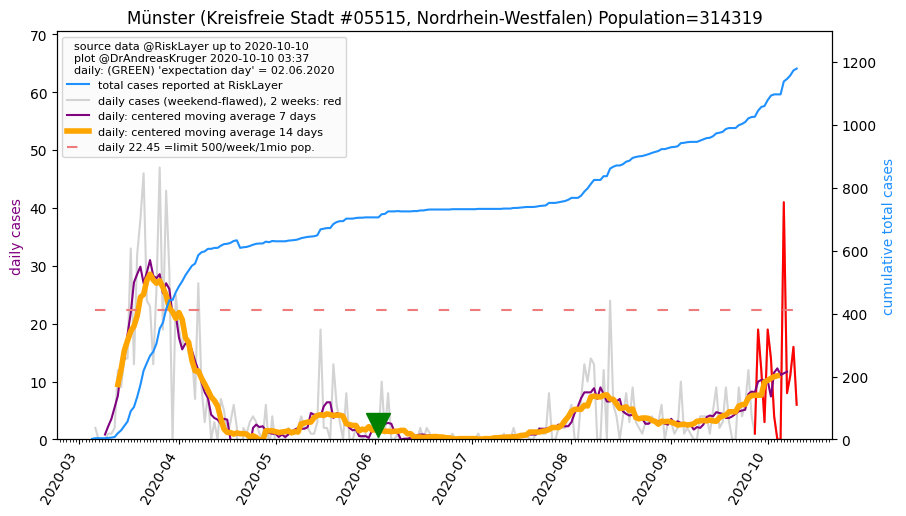 Münster (Kreisfreie Stadt #05515, Nordrhein-Westfalen) Population=314319
source data @RiskLayer up to 2020-10-10
plot @DrAndreasKruger 2020-10-10 03:37
daily: (GREEN) 'expectation day' = 02.06.2020
total cases reported at RiskLayer
daily cases (weekend-flawed), 2 weeks: red
daily: centered moving average 7 days
daily: centered moving average 14 days
daily 22.45 =limit 500/week/1mio pop.
daily cases
70
60
50
40
30
20
10
0
cumulative total cases
1200
1000
800
600
400
200
0
2020-03
2020-04
2020-05
2020-06
2020-07
2020-08
2020-09
2020-10